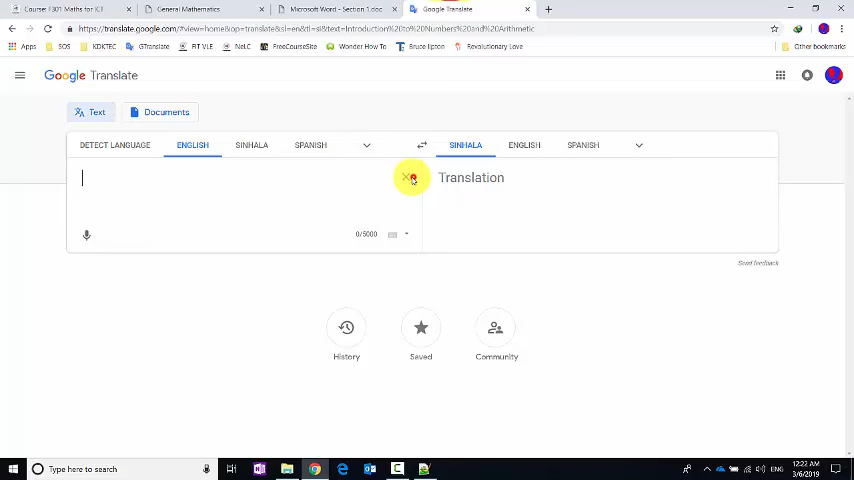 Course: F301 Maths for ICT
General Mathematics
Microsoft Word - Section 1.doc
Google Translate
https://translate.google.com/#view=home&op=translate&sl=en&tl=si&text=Introduction%20to%20Numbers%20and%20Arithmetic
Apps SOS KDKTEC GTranslate FIT VLE NeLC FreeCourseSite Wonder How To Bruce lipton Revolutionary Love Other bookmarks
Google Translate
Text Documents
DETECT LANGUAGE ENGLISH SINHALA SPANISH SINHALA ENGLISH SPANISH
Translation
0/5000
Send feedback
History Saved Community
Type here to search
ENG
12:22 AM
3/6/2019